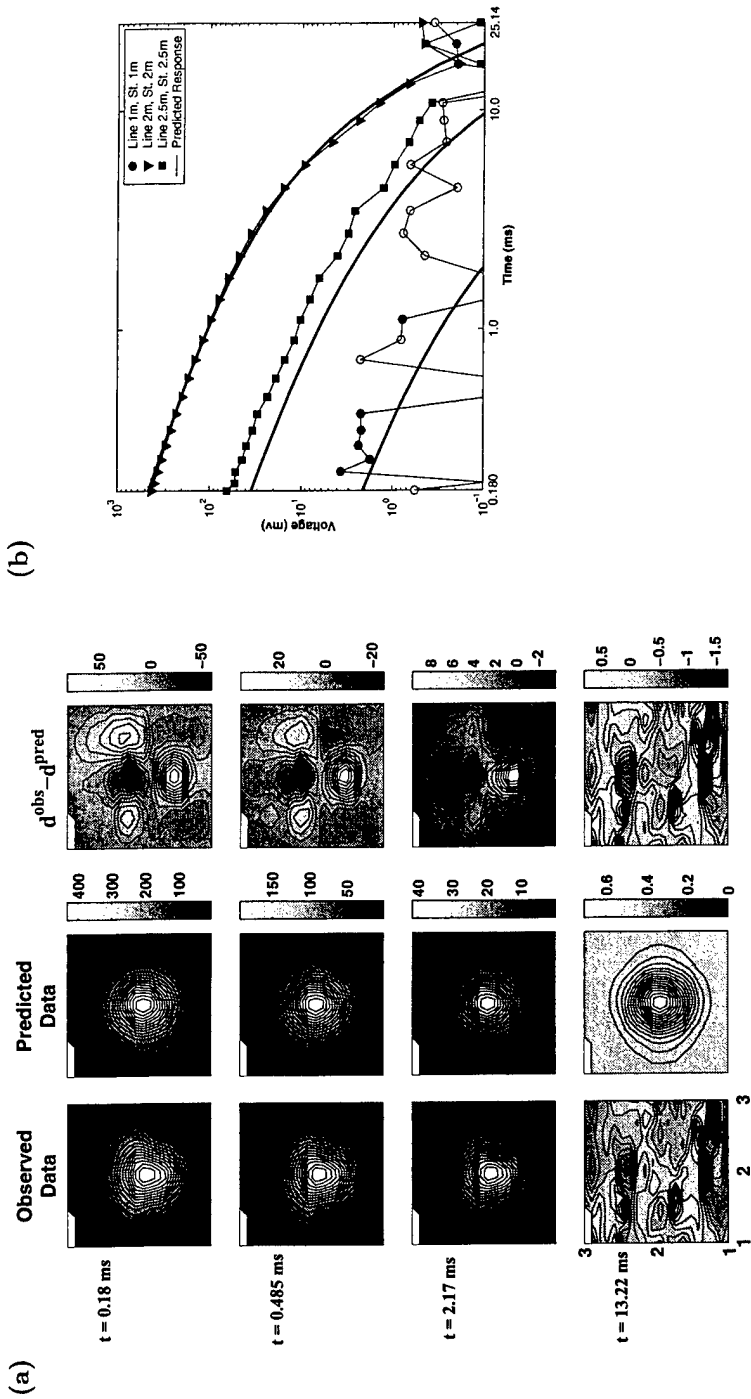 (a)
Observed
Data
Predicted
Data
d^obs – d^pred
t = 0.18 ms
400
300
200
100
50
0
−50
t = 0.485 ms
150
100
50
20
0
−20
t = 2.17 ms
40
30
20
10
8
6
4
2
0
−2
t = 13.22 ms
3
2
1
1
2
3
0.6
0.4
0.2
0
0.5
0
−0.5
−1
−1.5
(b)
Line 1m, St. 1m
Line 2m, St. 2m
Line 2.5m, St. 2.5m
Predicted Response
Voltage (mv)
10^3
10^2
10^1
10^0
10^-1
0.180
1.0
10.0
25.14
Time (ms)